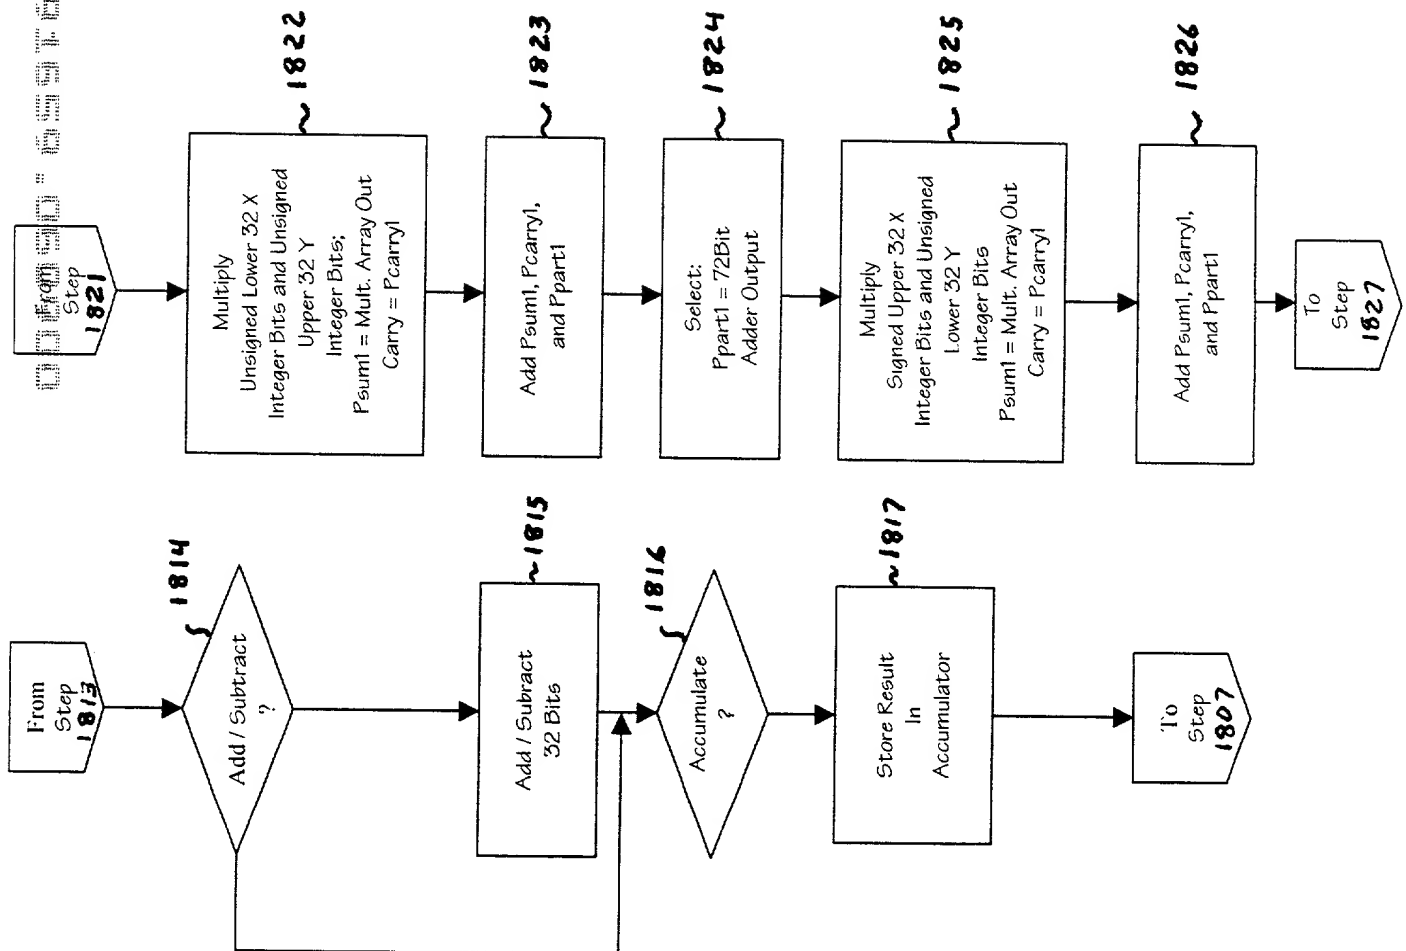 From
Step
1821
Multiply
Unsigned Lower 32 X
Integer Bits and Unsigned
Upper 32 Y
Integer Bits;
Psum1 = Mult. Array Out
Carry = Pcarry1
1822
Add Psum1, Pcarry1,
and Ppart1
1823
Select:
Ppart1 = 72Bit
Adder Output
1824
Multiply
Signed Upper 32 X
Integer Bits and Unsigned
Lower 32 Y
Integer Bits
Psum1 = Mult. Array Out
Carry = Pcarry1
1825
Add Psum1, Pcarry1,
and Ppart1
1826
To
Step
1827
From
Step
1813
Add / Subtract
?
1814
Add / Subract
32 Bits
1815
Accumulate
?
1816
Store Result
In
Accumulator
1817
To
Step
1807